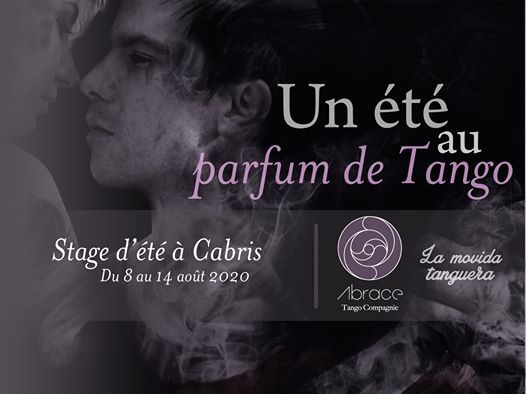 Un été
au
parfum de Tango
Stage d'été à Cabris
Du 8 au 14 août 2020
Abrace
Tango Compagnie
La movida
tanguera